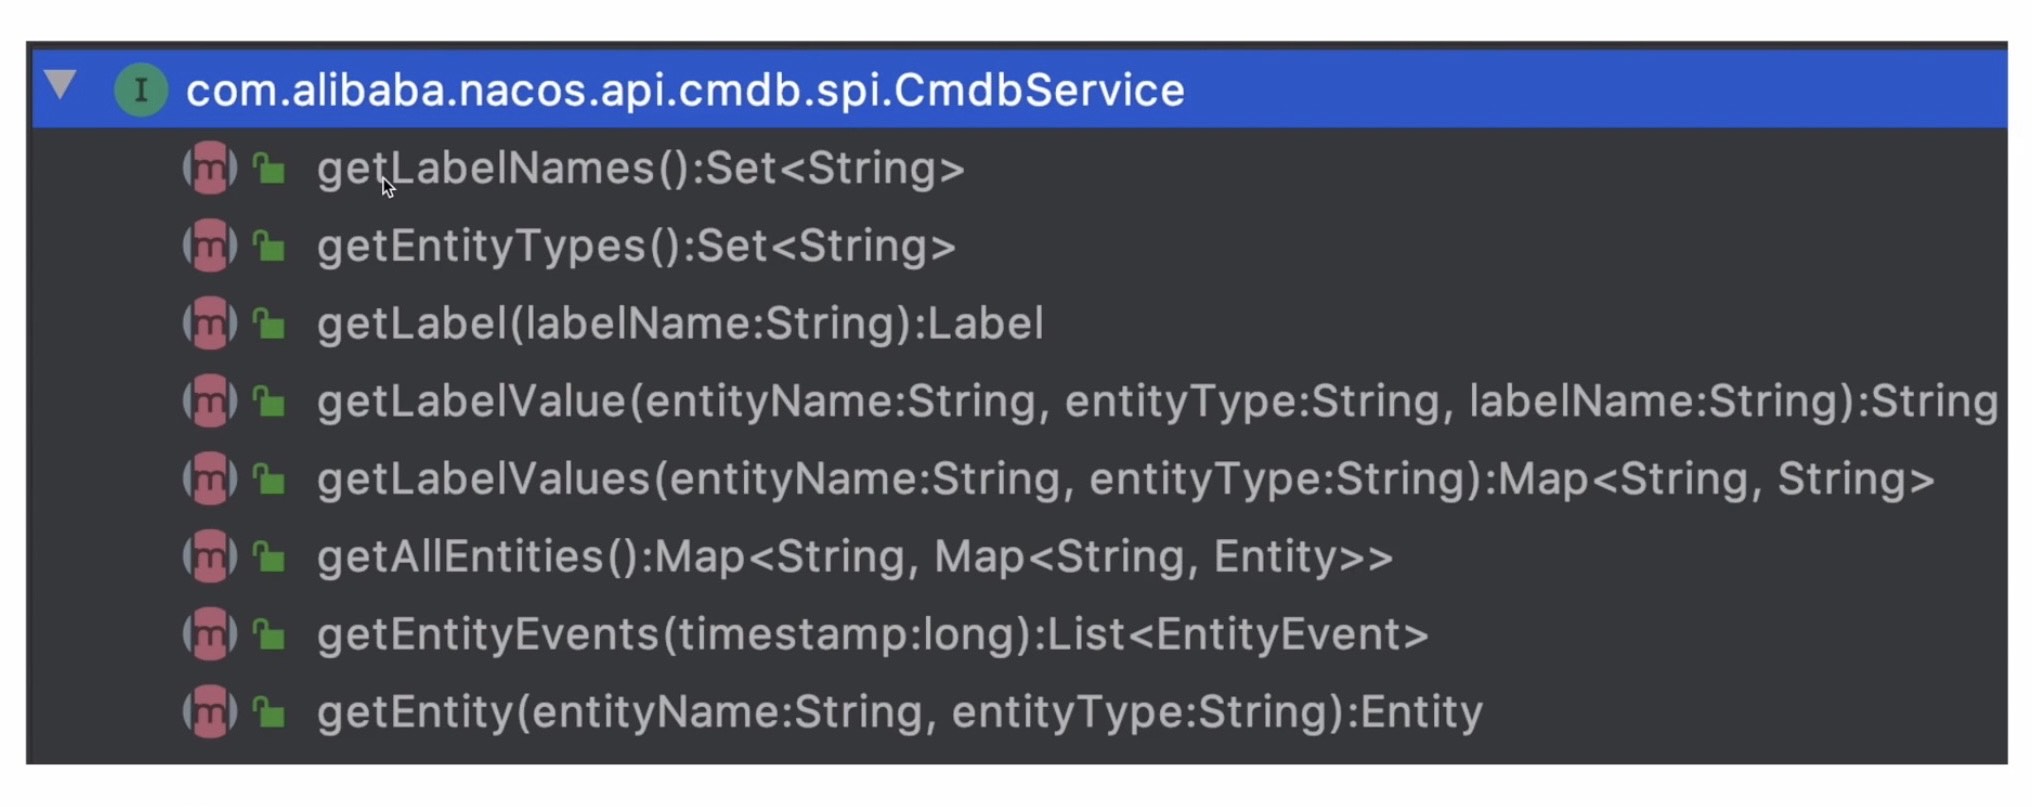 com.alibaba.nacos.api.cmdb.spi.CmdbService
getLabelNames():Set<String>
getEntityTypes():Set<String>
getLabel(labelName:String):Label
getLabelValue(entityName:String, entityType:String, labelName:String):String
getLabelValues(entityName:String, entityType:String):Map<String, String>
getAllEntities():Map<String, Map<String, Entity>>
getEntityEvents(timestamp:long):List<EntityEvent>
getEntity(entityName:String, entityType:String):Entity